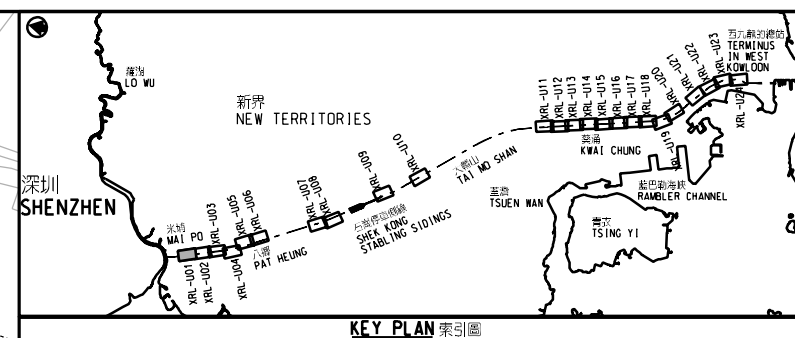 羅湖
LO WU
新界
NEW TERRITORIES
深圳
SHENZHEN
米埔
MAI PO
XRL-U01
XRL-U02
XRL-U03
XRL-U04
XRL-U05
XRL-U06
八鄉
PAT HEUNG
XRL-U07
XRL-U08
石崗停車側線
SHEK KONG
STABLING SIDINGS
XRL-U09
XRL-U10
大帽山
TAI MO SHAN
XRL-U11
XRL-U12
XRL-U13
XRL-U14
XRL-U15
XRL-U16
XRL-U17
XRL-U18
葵涌
KWAI CHUNG
XRL-U19
XRL-U20
XRL-U21
XRL-U22
XRL-U23
XRL-U24
西九龍的總站
TERMINUS
IN WEST
KOWLOON
荃灣
TSUEN WAN
青衣
TSING YI
藍巴勒海峽
RAMBLER CHANNEL
KEY PLAN 索引圖